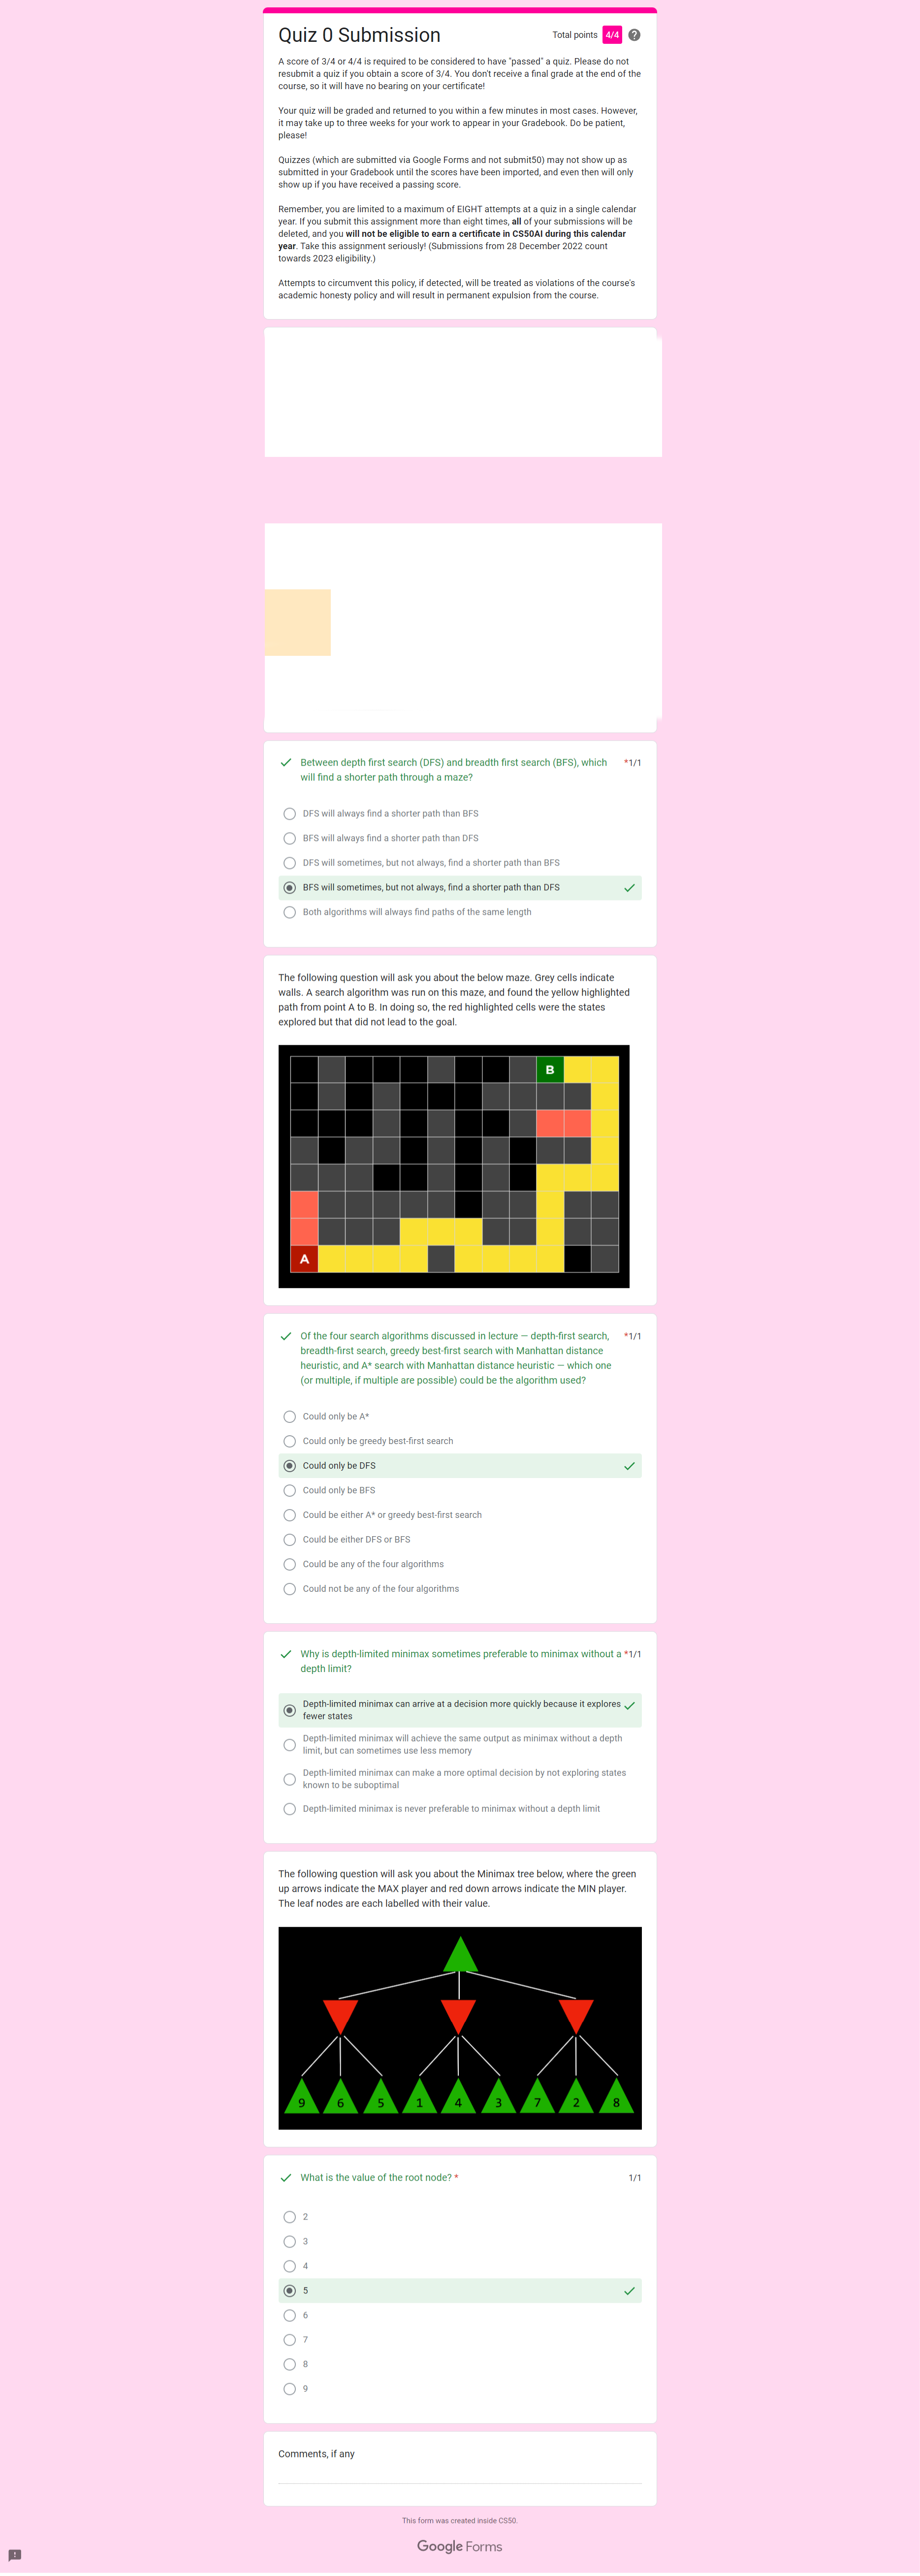 Quiz 0 Submission
Total points 4/4
A score of 3/4 or 4/4 is required to be considered to have "passed" a quiz. Please do not
resubmit a quiz if you obtain a score of 3/4. You don't receive a final grade at the end of the
course, so it will have no bearing on your certificate!
Your quiz will be graded and returned to you within a few minutes in most cases. However,
it may take up to three weeks for your work to appear in your Gradebook. Do be patient,
please!
Quizzes (which are submitted via Google Forms and not submit50) may not show up as
submitted in your Gradebook until the scores have been imported, and even then will only
show up if you have received a passing score.
Remember, you are limited to a maximum of EIGHT attempts at a quiz in a single calendar
year. If you submit this assignment more than eight times, all of your submissions will be
deleted, and you will not be eligible to earn a certificate in CS50AI during this calendar
year. Take this assignment seriously! (Submissions from 28 December 2022 count
towards 2023 eligibility.)
Attempts to circumvent this policy, if detected, will be treated as violations of the course's
academic honesty policy and will result in permanent expulsion from the course.
Between depth first search (DFS) and breadth first search (BFS), which *1/1
will find a shorter path through a maze?
DFS will always find a shorter path than BFS
BFS will always find a shorter path than DFS
DFS will sometimes, but not always, find a shorter path than BFS
BFS will sometimes, but not always, find a shorter path than DFS
Both algorithms will always find paths of the same length
The following question will ask you about the below maze. Grey cells indicate
walls. A search algorithm was run on this maze, and found the yellow highlighted
path from point A to B. In doing so, the red highlighted cells were the states
explored but that did not lead to the goal.
B
A
Of the four search algorithms discussed in lecture — depth-first search, *1/1
breadth-first search, greedy best-first search with Manhattan distance
heuristic, and A* search with Manhattan distance heuristic — which one
(or multiple, if multiple are possible) could be the algorithm used?
Could only be A*
Could only be greedy best-first search
Could only be DFS
Could only be BFS
Could be either A* or greedy best-first search
Could be either DFS or BFS
Could be any of the four algorithms
Could not be any of the four algorithms
Why is depth-limited minimax sometimes preferable to minimax without a *1/1
depth limit?
Depth-limited minimax can arrive at a decision more quickly because it explores
fewer states
Depth-limited minimax will achieve the same output as minimax without a depth
limit, but can sometimes use less memory
Depth-limited minimax can make a more optimal decision by not exploring states
known to be suboptimal
Depth-limited minimax is never preferable to minimax without a depth limit
The following question will ask you about the Minimax tree below, where the green
up arrows indicate the MAX player and red down arrows indicate the MIN player.
The leaf nodes are each labelled with their value.
9 6 5 1 4 3 7 2 8
What is the value of the root node? * 1/1
2
3
4
5
6
7
8
9
Comments, if any
This form was created inside CS50.
Google Forms